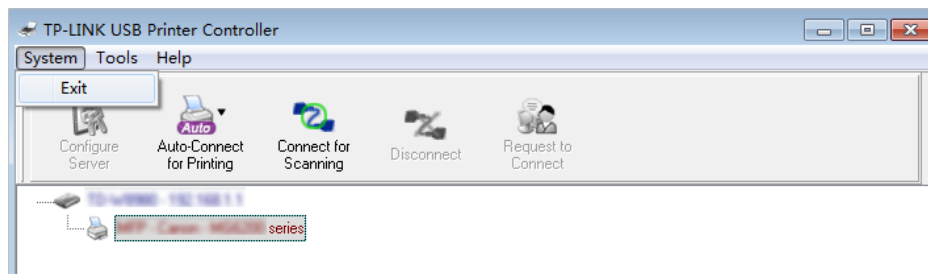 TP-LINK USB Printer Controller
System Tools Help
Exit
Auto
Configure Server
Auto-Connect for Printing
Connect for Scanning
Disconnect
Request to Connect
series